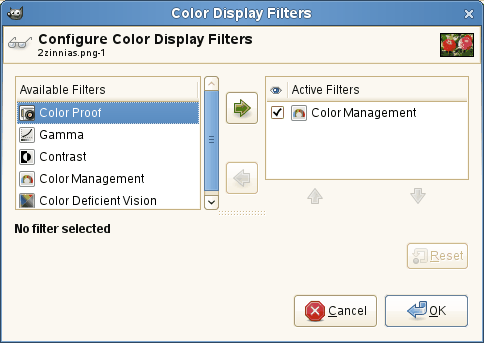 Color Display Filters
Configure Color Display Filters
2zinnias.png-1
Available Filters
Color Proof
Gamma
Contrast
Color Management
Color Deficient Vision
Active Filters
Color Management
No filter selected
Reset
Cancel
OK